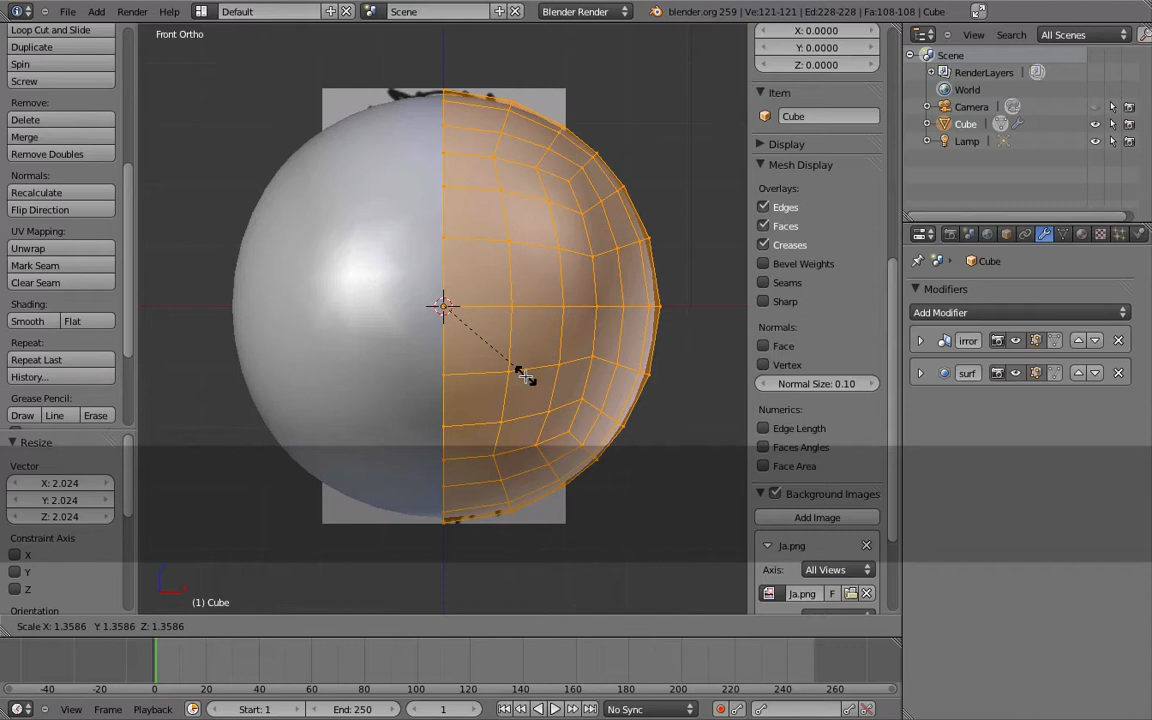 File Add Render Help Default Scene Blender Render blender.org 259 | Ve:121-121 | Ed:228-228 | Fa:108-108 | Cube
Loop Cut and Slide
Duplicate
Spin
Screw
Remove:
Delete
Merge
Remove Doubles
Normals:
Recalculate
Flip Direction
UV Mapping:
Unwrap
Mark Seam
Clear Seam
Shading:
Smooth Flat
Repeat:
Repeat Last
History...
Grease Pencil:
Draw Line Erase
Resize
Vector
X: 2.024
Y: 2.024
Z: 2.024
Constraint Axis
X
Y
Z
Orientation
Front Ortho
(1) Cube
X: 0.0000
Y: 0.0000
Z: 0.0000
Item
Cube
Display
Mesh Display
Overlays:
Edges
Faces
Creases
Bevel Weights
Seams
Sharp
Normals:
Face
Vertex
Normal Size: 0.10
Numerics:
Edge Length
Faces Angles
Face Area
Background Images
Add Image
Ja.png
Axis: All Views
Ja.png F
View Search All Scenes
Scene
RenderLayers
World
Camera
Cube
Lamp
Cube
Modifiers
Add Modifier
irror
surf
Scale X: 1.3586 Y: 1.3586 Z: 1.3586
-40 -20 0 20 40 60 80 100 120 140 160 180 200 220 240 260
View Frame Playback Start: 1 End: 250 1 No Sync